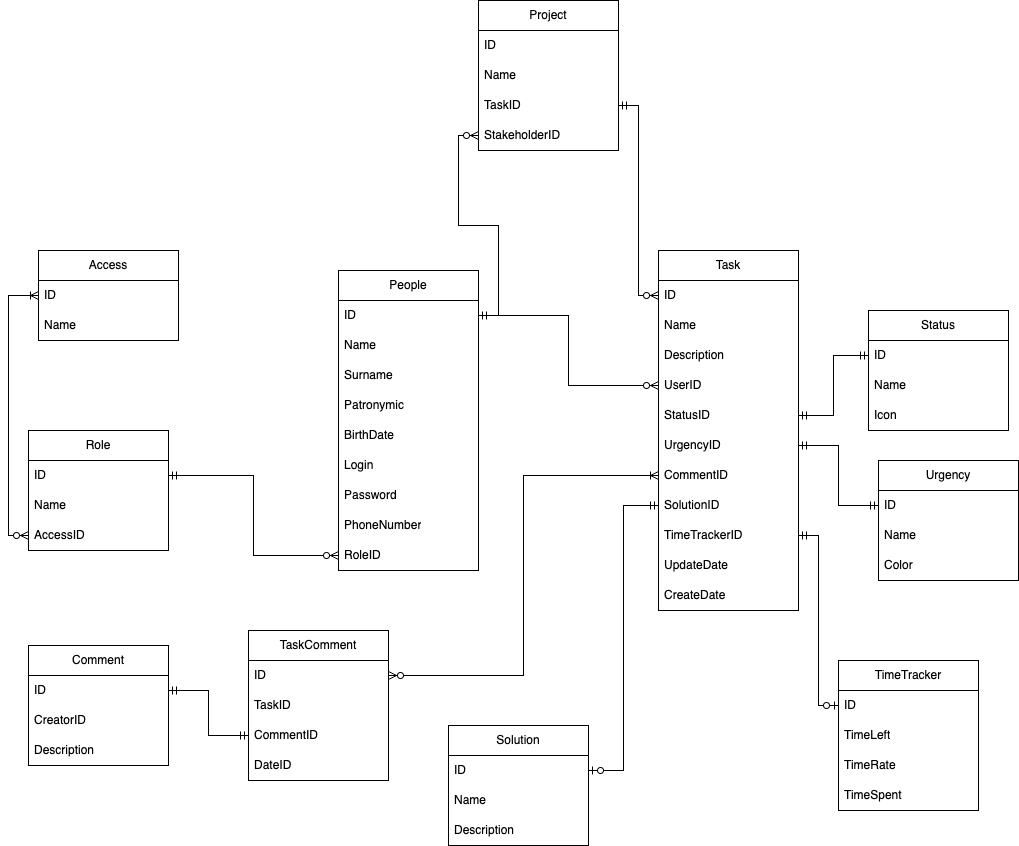 Project
ID
Name
TaskID
StakeholderID
Access
ID
Name
People
ID
Name
Surname
Patronymic
BirthDate
Login
Password
PhoneNumber
RoleID
Task
ID
Name
Description
UserID
StatusID
UrgencyID
CommentID
SolutionID
TimeTrackerID
UpdateDate
CreateDate
Status
ID
Name
Icon
Role
ID
Name
AccessID
Urgency
ID
Name
Color
Comment
ID
CreatorID
Description
TaskComment
ID
TaskID
CommentID
DateID
Solution
ID
Name
Description
TimeTracker
ID
TimeLeft
TimeRate
TimeSpent